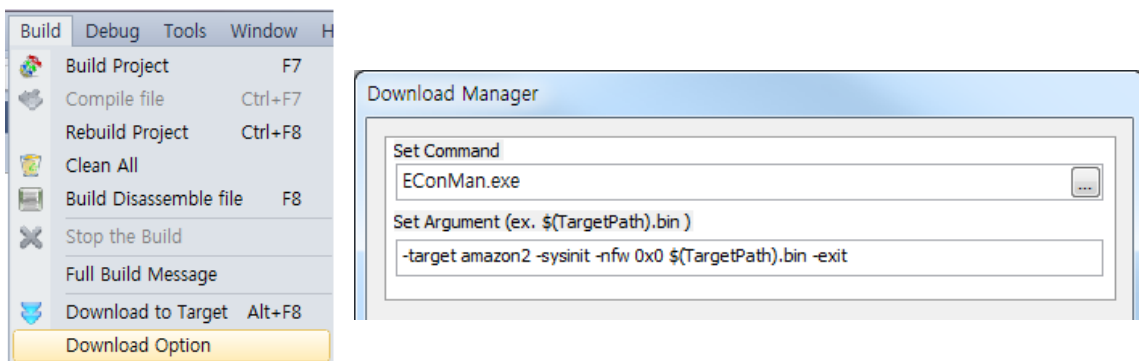 Build Debug Tools Window H
Build Project F7
Compile file Ctrl+F7
Rebuild Project Ctrl+F8
Clean All
Build Disassemble file F8
Stop the Build
Full Build Message
Download to Target Alt+F8
Download Option
Download Manager
Set Command
EConMan.exe
...
Set Argument (ex. $(TargetPath).bin )
-target amazon2 -sysinit -nfw 0x0 $(TargetPath).bin -exit